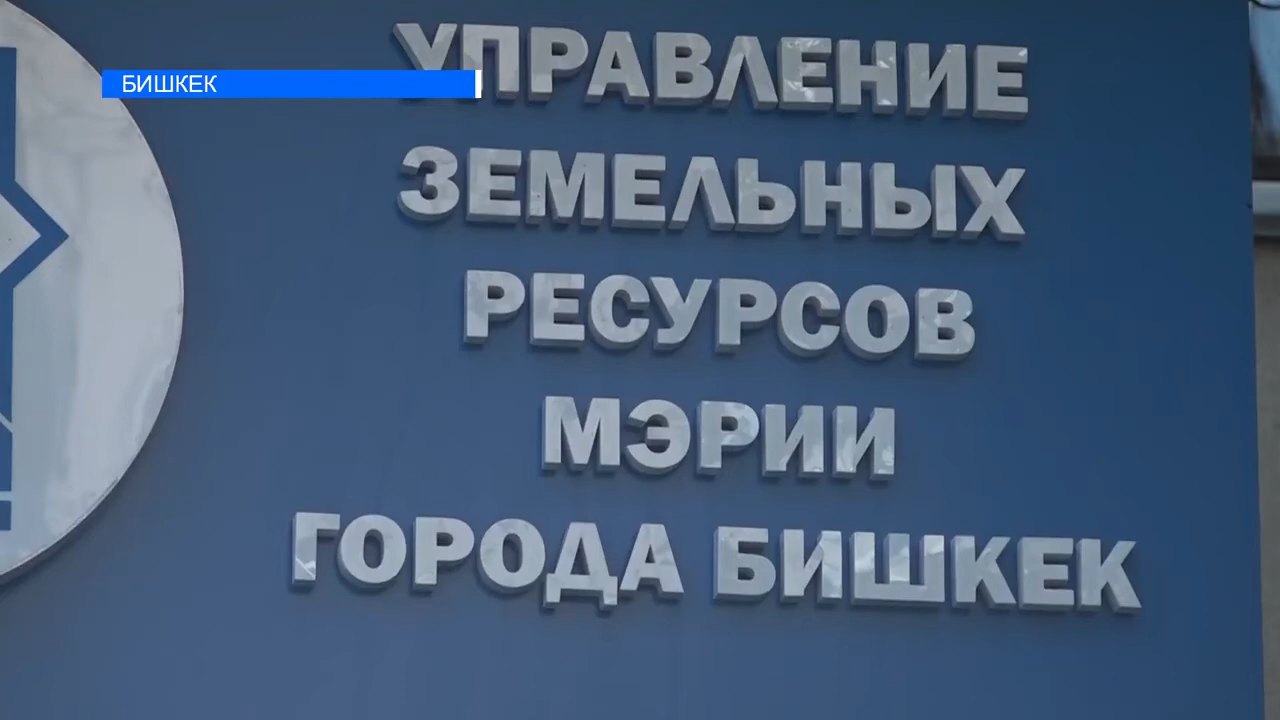 БИШКЕК
УПРАВЛЕНИЕ
ЗЕМЕЛЬНЫХ
РЕСУРСОВ
МЭРИИ
ГОРОДА БИШКЕК